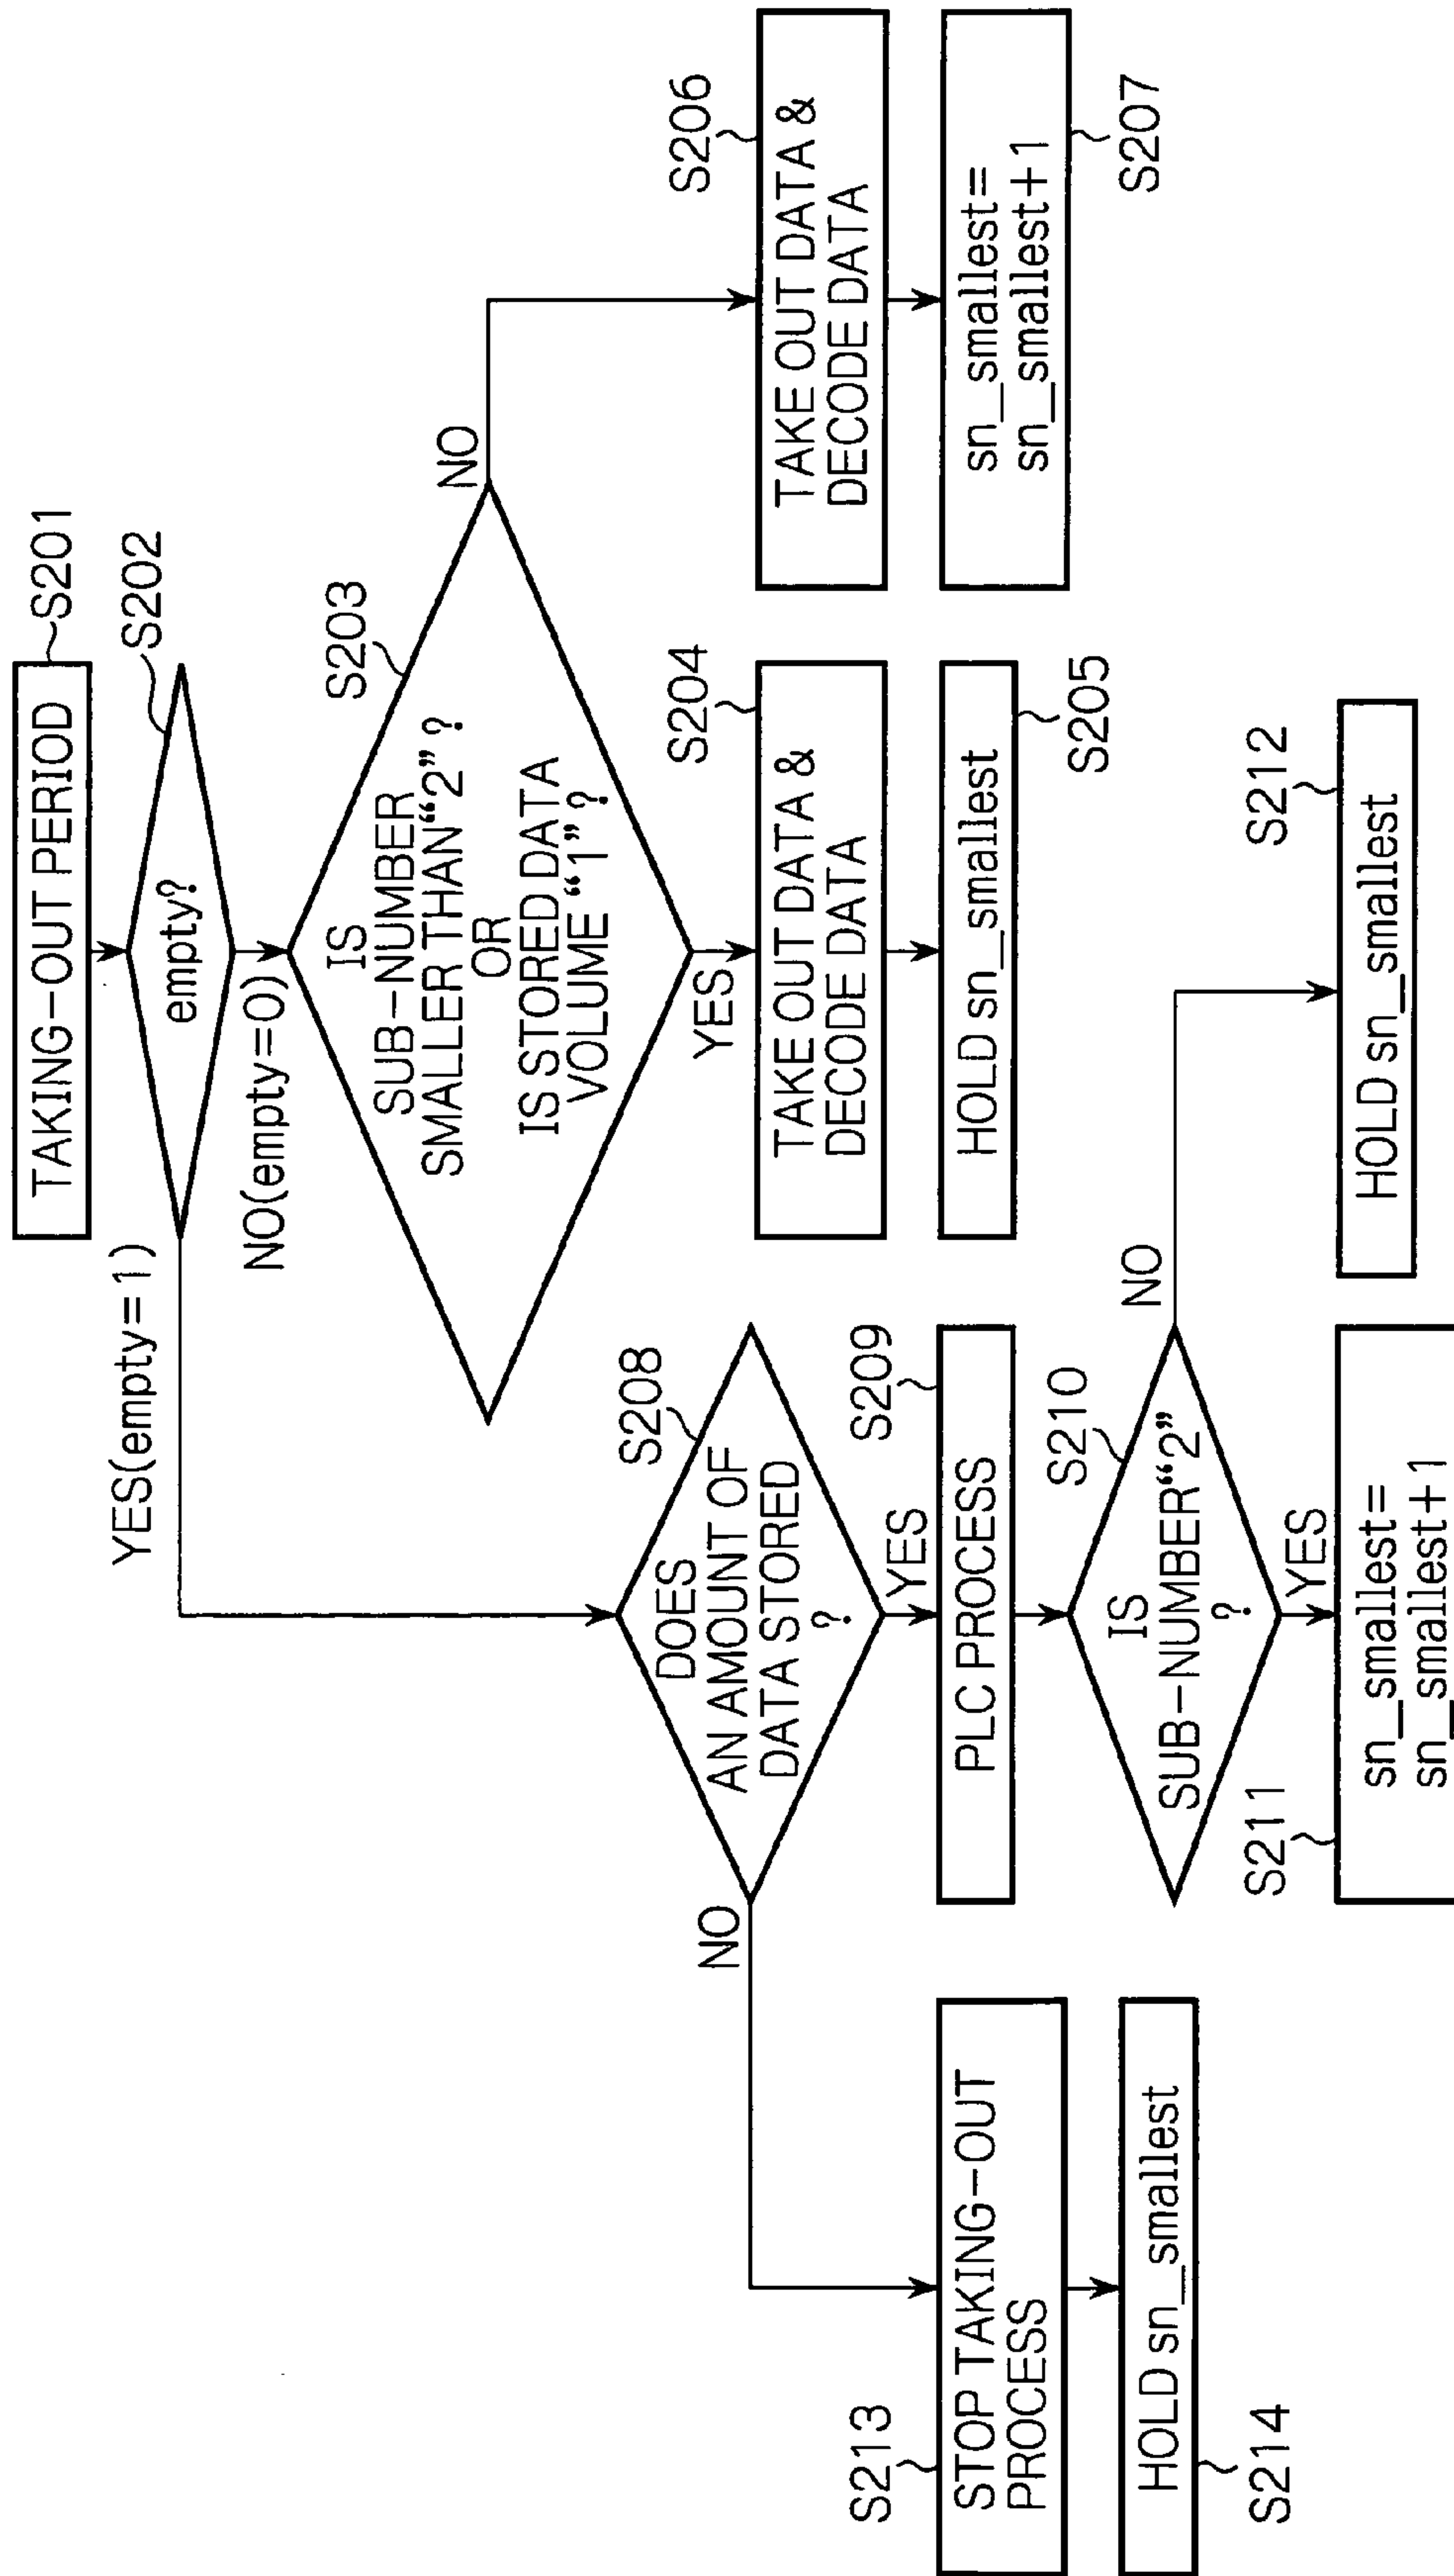 TAKING-OUT PERIOD
S201
S202
empty?
YES(empty=1)
NO(empty=0)
S203
IS
SUB-NUMBER
SMALLER THAN“2” ?
OR
IS STORED DATA
VOLUME “1” ?
NO
YES
S204
TAKE OUT DATA &
DECODE DATA
HOLD sn_smallest
S205
S206
TAKE OUT DATA &
DECODE DATA
sn_smallest=
sn_smallest+1
S207
S208
DOES
AN AMOUNT OF
DATA STORED
?
NO
YES
S209
PLC PROCESS
S210
IS
SUB-NUMBER“2”
?
NO
YES
S211
sn_smallest=
sn_smallest+1
S212
HOLD sn_smallest
S213
STOP TAKING-OUT
PROCESS
HOLD sn_smallest
S214